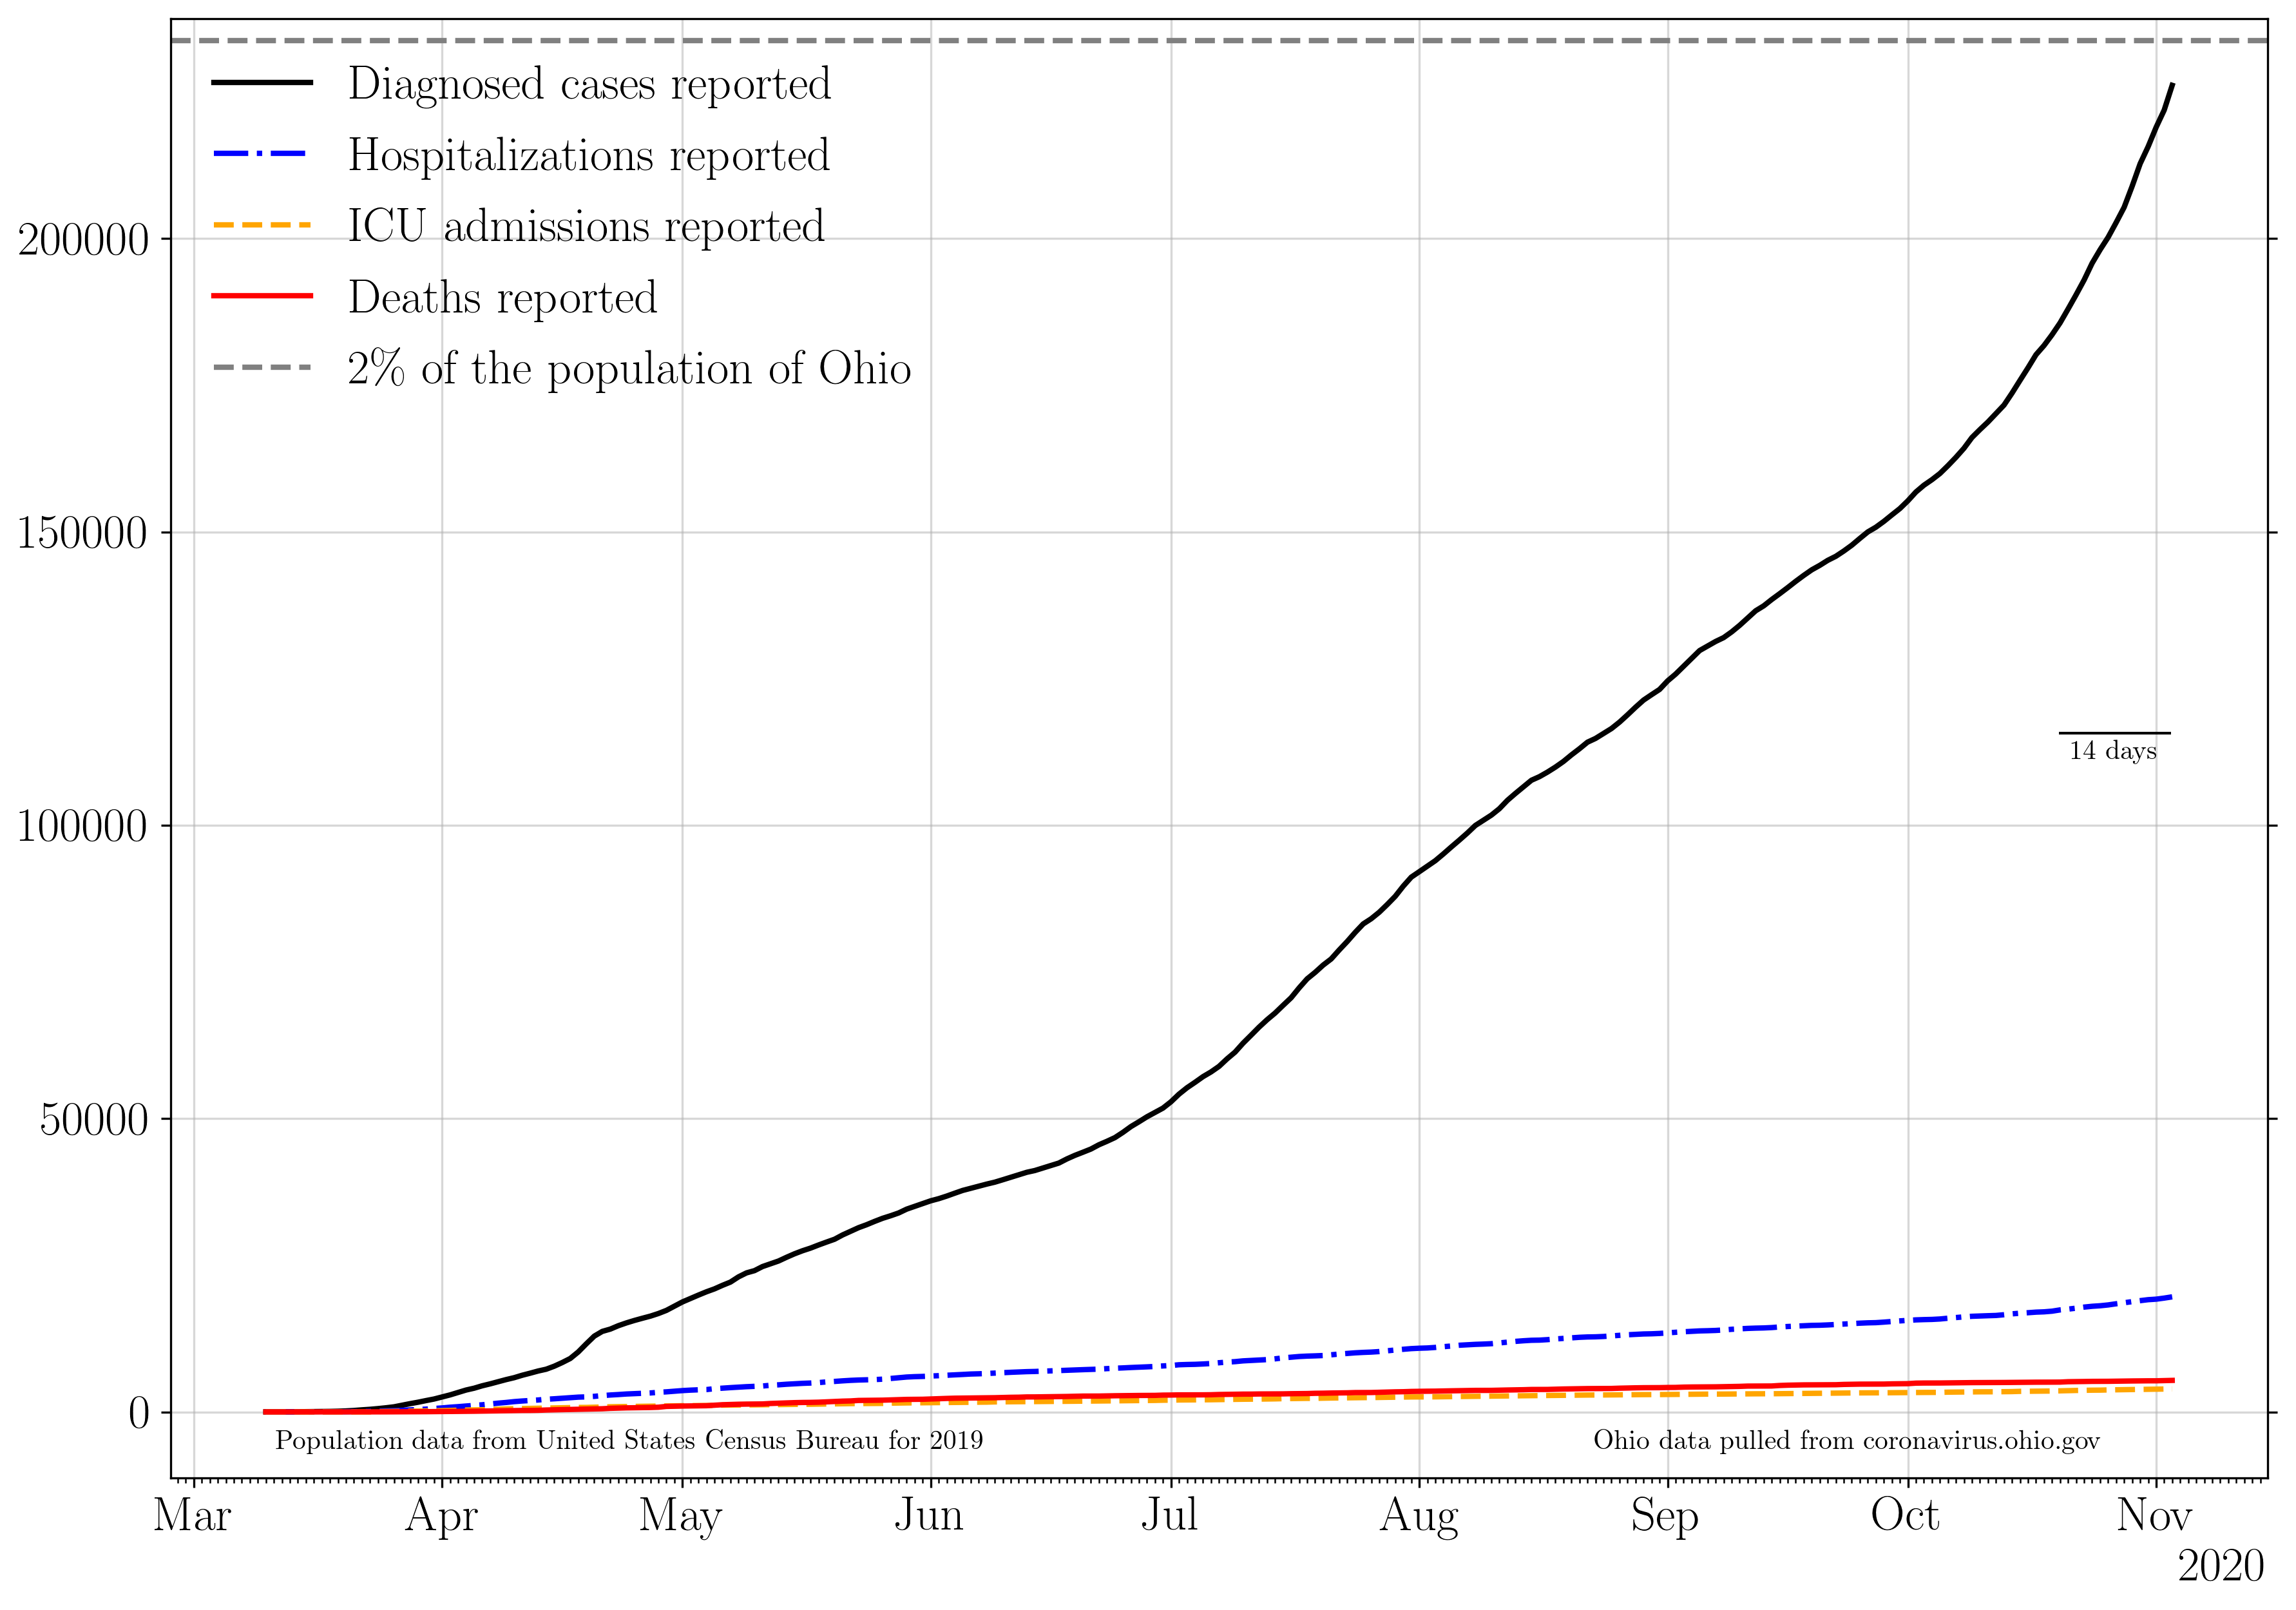 Diagnosed cases reported
Hospitalizations reported
ICU admissions reported
Deaths reported
2% of the population of Ohio
200000
150000
100000
50000
0
14 days
Population data from United States Census Bureau for 2019
Ohio data pulled from coronavirus.ohio.gov
Mar Apr May Jun Jul Aug Sep Oct Nov
2020